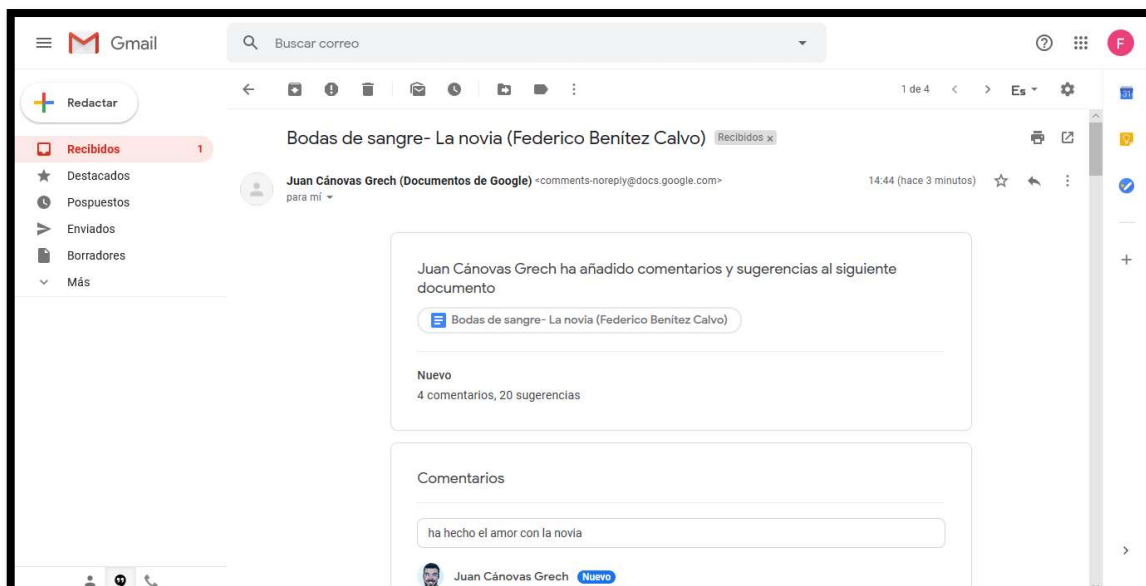 Gmail
Buscar correo
F
Redactar
1 de 4
Es
31
Recibidos 1
Destacados
Pospuestos
Enviados
Borradores
Más
Bodas de sangre- La novia (Federico Benítez Calvo) Recibidos x
Juan Cánovas Grech (Documentos de Google) <comments-noreply@docs.google.com> 14:44 (hace 3 minutos)
para mí
Juan Cánovas Grech ha añadido comentarios y sugerencias al siguiente
documento
Bodas de sangre- La novia (Federico Benítez Calvo)
Nuevo
4 comentarios, 20 sugerencias
Comentarios
ha hecho el amor con la novia
Juan Cánovas Grech Nuevo